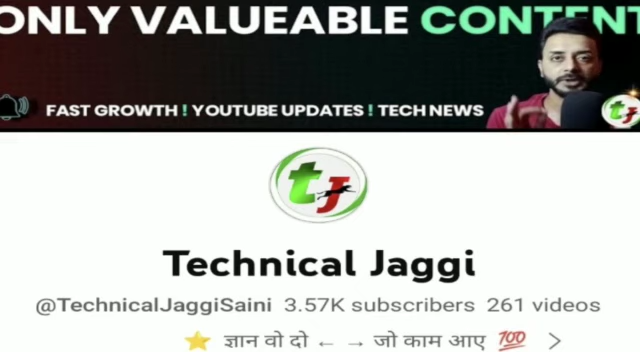 ONLY VALUEABLE CONTENT
FAST GROWTH ! YOUTUBE UPDATES ! TECH NEWS
tJ
tJ
Technical Jaggi
@TechnicalJaggiSaini 3.57K subscribers 261 videos
⭐ ज्ञान वो दो ← → जो काम आए 💯 >